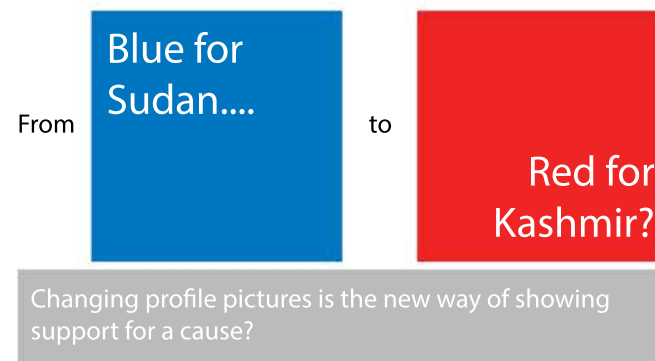 From
Blue for
Sudan....
to
Red for
Kashmir?
Changing profile pictures is the new way of showing
support for a cause?